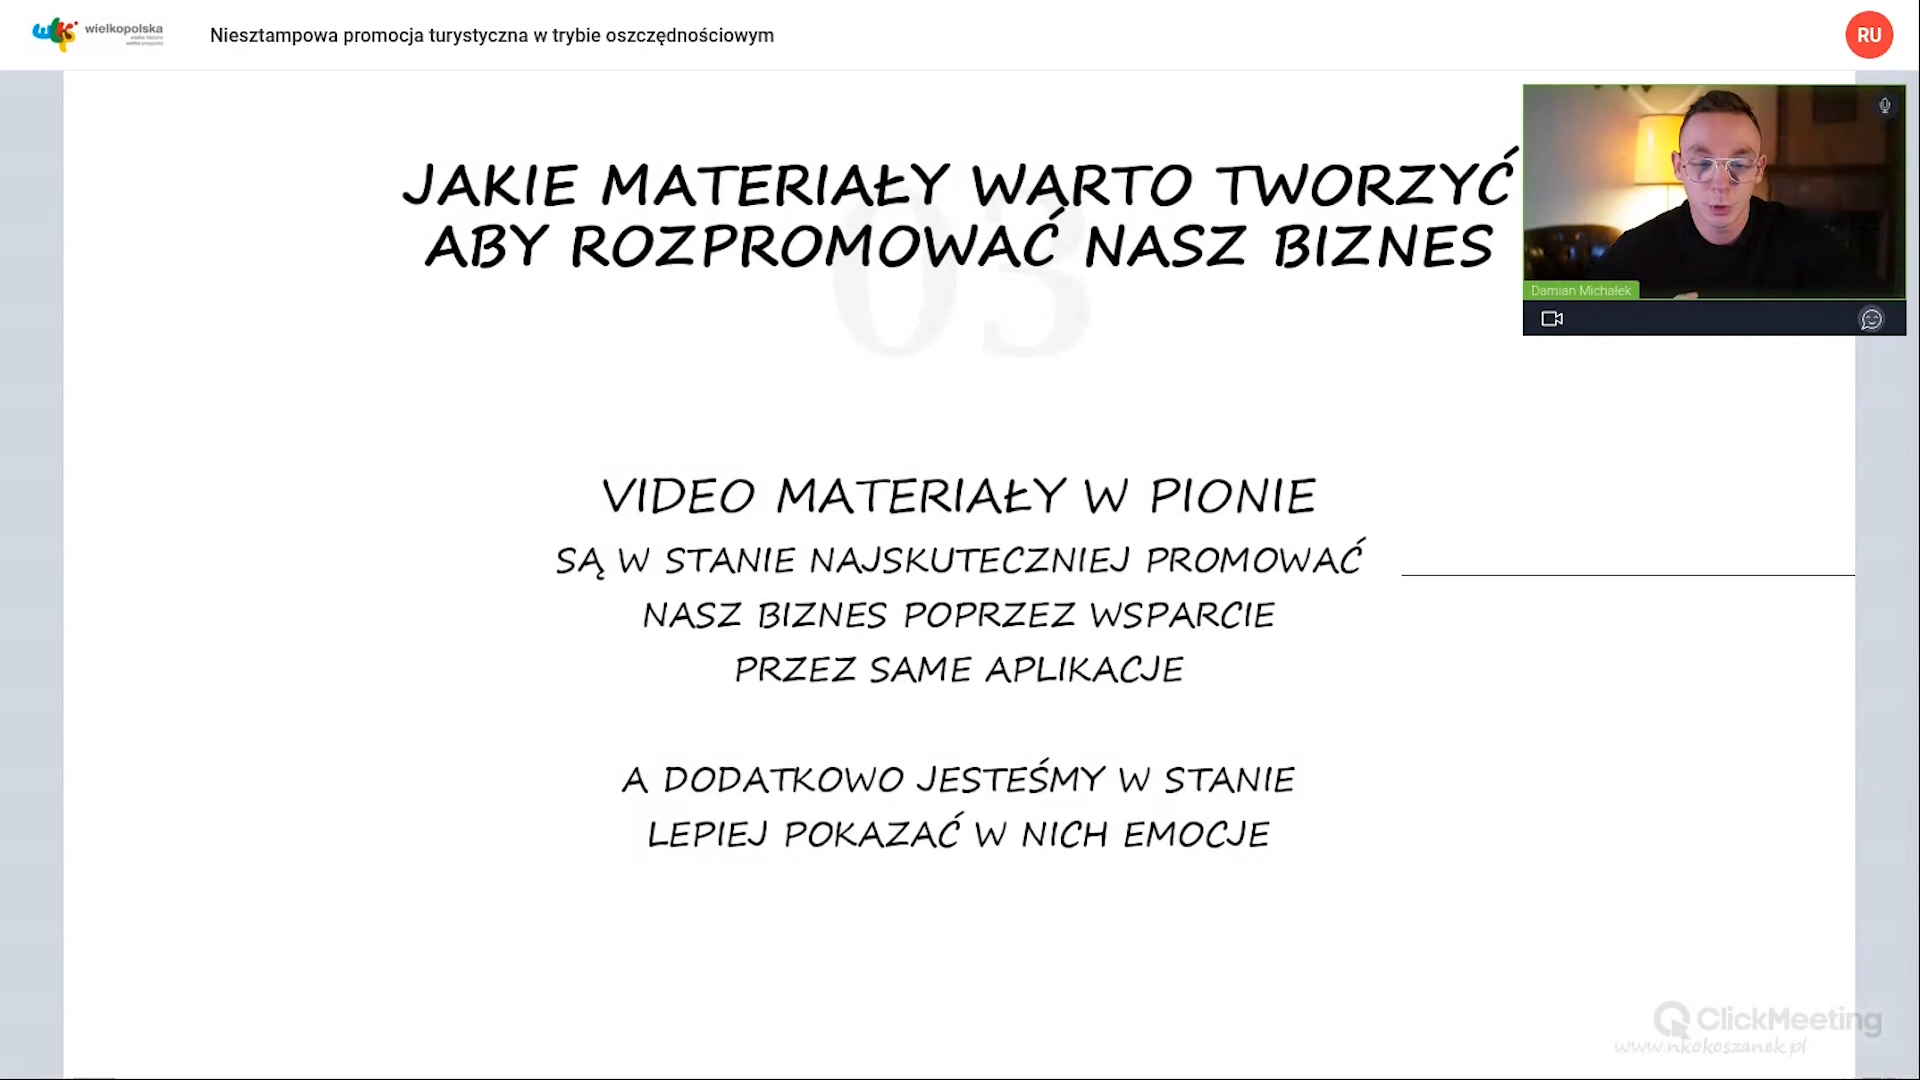 wielkopolska
Niesztampowa promocja turystyczna w trybie oszczędnościowym
RU
03
JAKIE MATERIAŁY WARTO TWORZYĆ
ABY ROZPROMOWAĆ NASZ BIZNES
Damian Michałek
VIDEO MATERIAŁY W PIONIE
SĄ W STANIE NAJSKUTECZNIEJ PROMOWAĆ
NASZ BIZNES POPRZEZ WSPARCIE
PRZEZ SAME APLIKACJE
A DODATKOWO JESTEŚMY W STANIE
LEPIEJ POKAZAĆ W NICH EMOCJE
ClickMeeting
www.nkokoszanek.pl